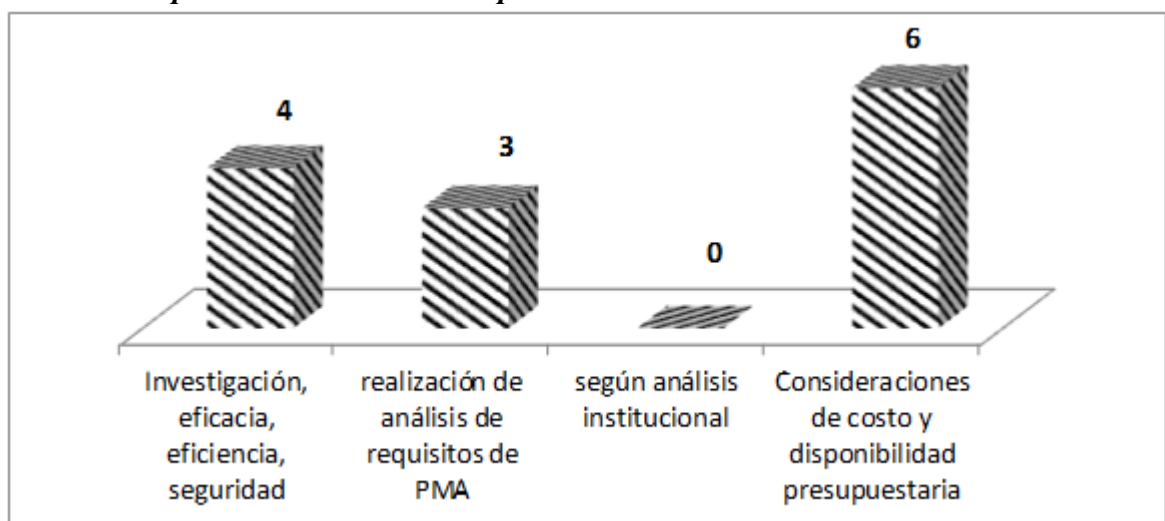 6
4
3
0
Investigación,
eficacia,
eficiencia,
seguridad
realización de
análisis de
requisitos de
PMA
según análisis
institucional
Consideraciones
de costo y
disponibilidad
presupuestaria